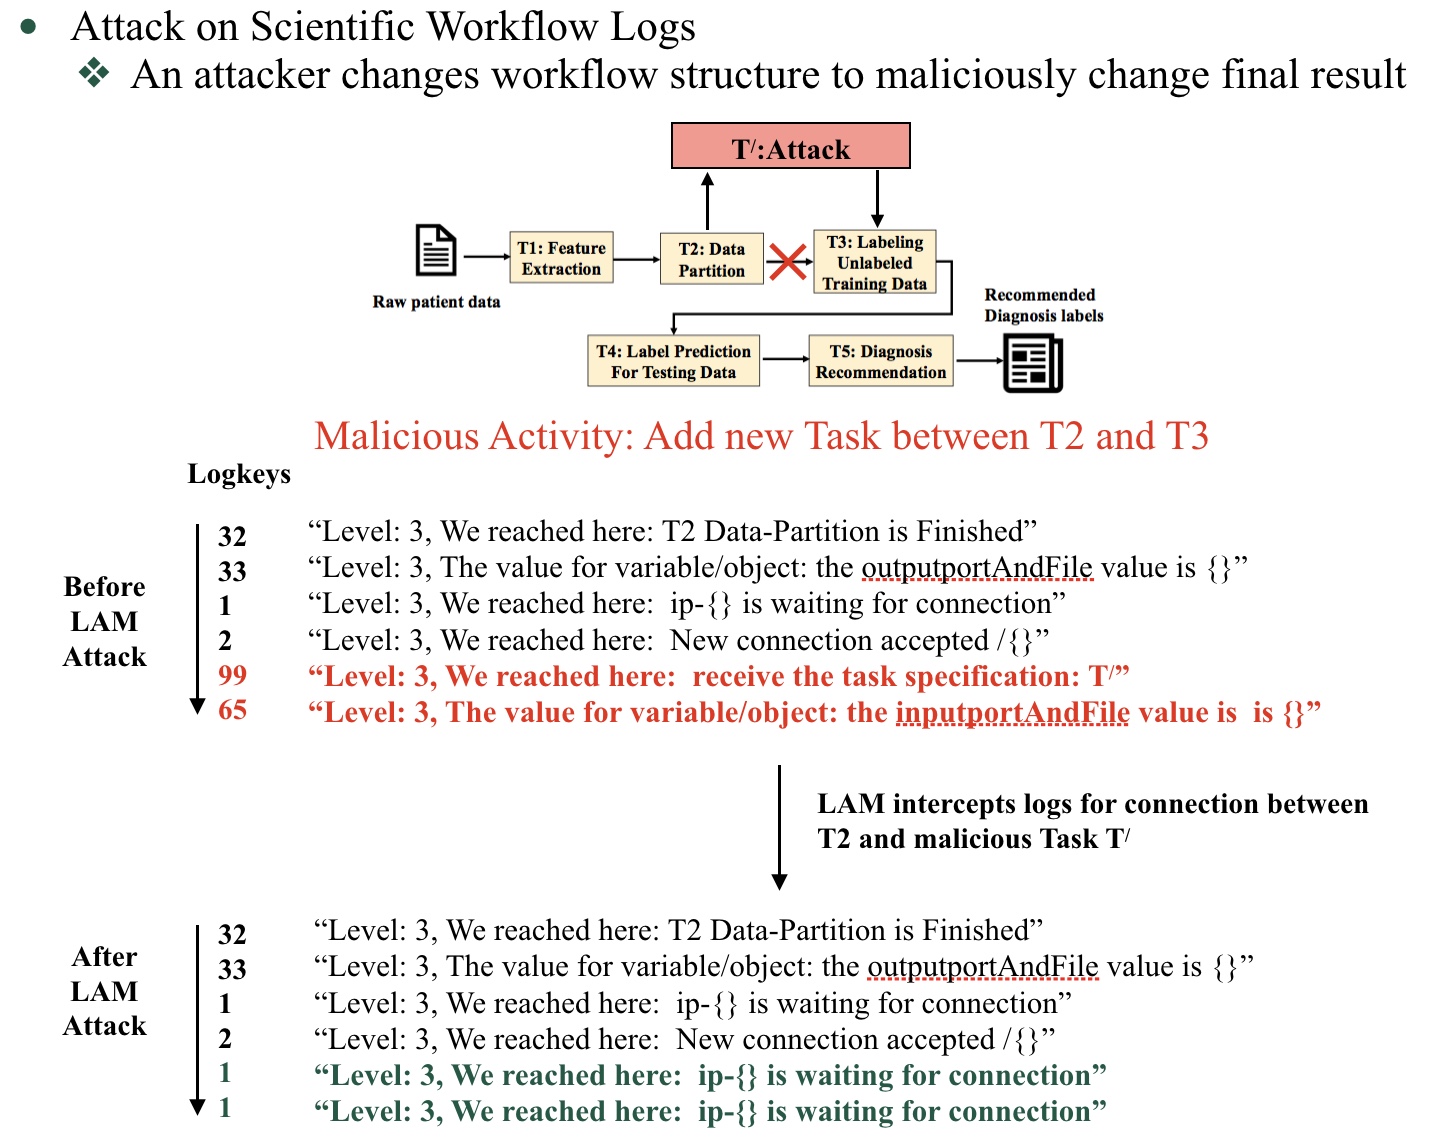 • Attack on Scientific Workflow Logs
❖ An attacker changes workflow structure to maliciously change final result
T/:Attack
T1: Feature
Extraction
T2: Data
Partition
T3: Labeling
Unlabeled
Training Data
Raw patient data
Recommended
Diagnosis labels
T4: Label Prediction
For Testing Data
T5: Diagnosis
Recommendation
Malicious Activity: Add new Task between T2 and T3
Logkeys
Before
LAM
Attack
32 “Level: 3, We reached here: T2 Data-Partition is Finished”
33 “Level: 3, The value for variable/object: the outputportAndFile value is {}”
1 “Level: 3, We reached here: ip-{} is waiting for connection”
2 “Level: 3, We reached here: New connection accepted /{}”
99 “Level: 3, We reached here: receive the task specification: T/”
65 “Level: 3, The value for variable/object: the inputportAndFile value is is {}”
LAM intercepts logs for connection between
T2 and malicious Task T/
After
LAM
Attack
32 “Level: 3, We reached here: T2 Data-Partition is Finished”
33 “Level: 3, The value for variable/object: the outputportAndFile value is {}”
1 “Level: 3, We reached here: ip-{} is waiting for connection”
2 “Level: 3, We reached here: New connection accepted /{}”
1 “Level: 3, We reached here: ip-{} is waiting for connection”
1 “Level: 3, We reached here: ip-{} is waiting for connection”